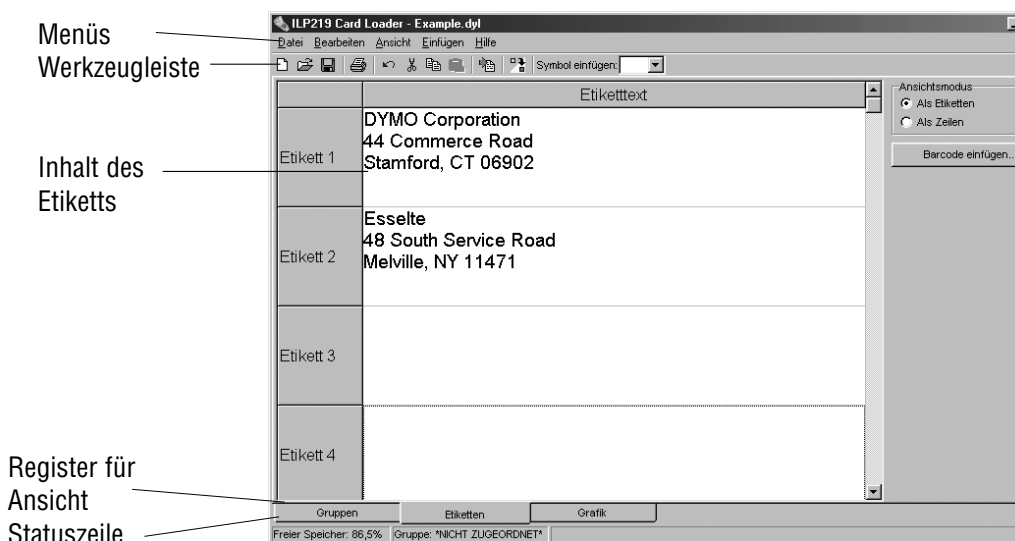 Menüs
Werkzeugleiste
Inhalt des
Etiketts
Register für
Ansicht
Statuszeile
ILP219 Card Loader - Example.dyl
Datei Bearbeiten Ansicht Einfügen Hilfe
Symbol einfügen:
Etiketttext
Etikett 1
DYMO Corporation
44 Commerce Road
Stamford, CT 06902
Etikett 2
Esselte
48 South Service Road
Melville, NY 11471
Etikett 3
Etikett 4
Ansichtsmodus
Als Etiketten
Als Zeilen
Barcode einfügen..
Gruppen Etiketten Grafik
Freier Speicher: 86,5% Gruppe: *NICHT ZUGEORDNET*